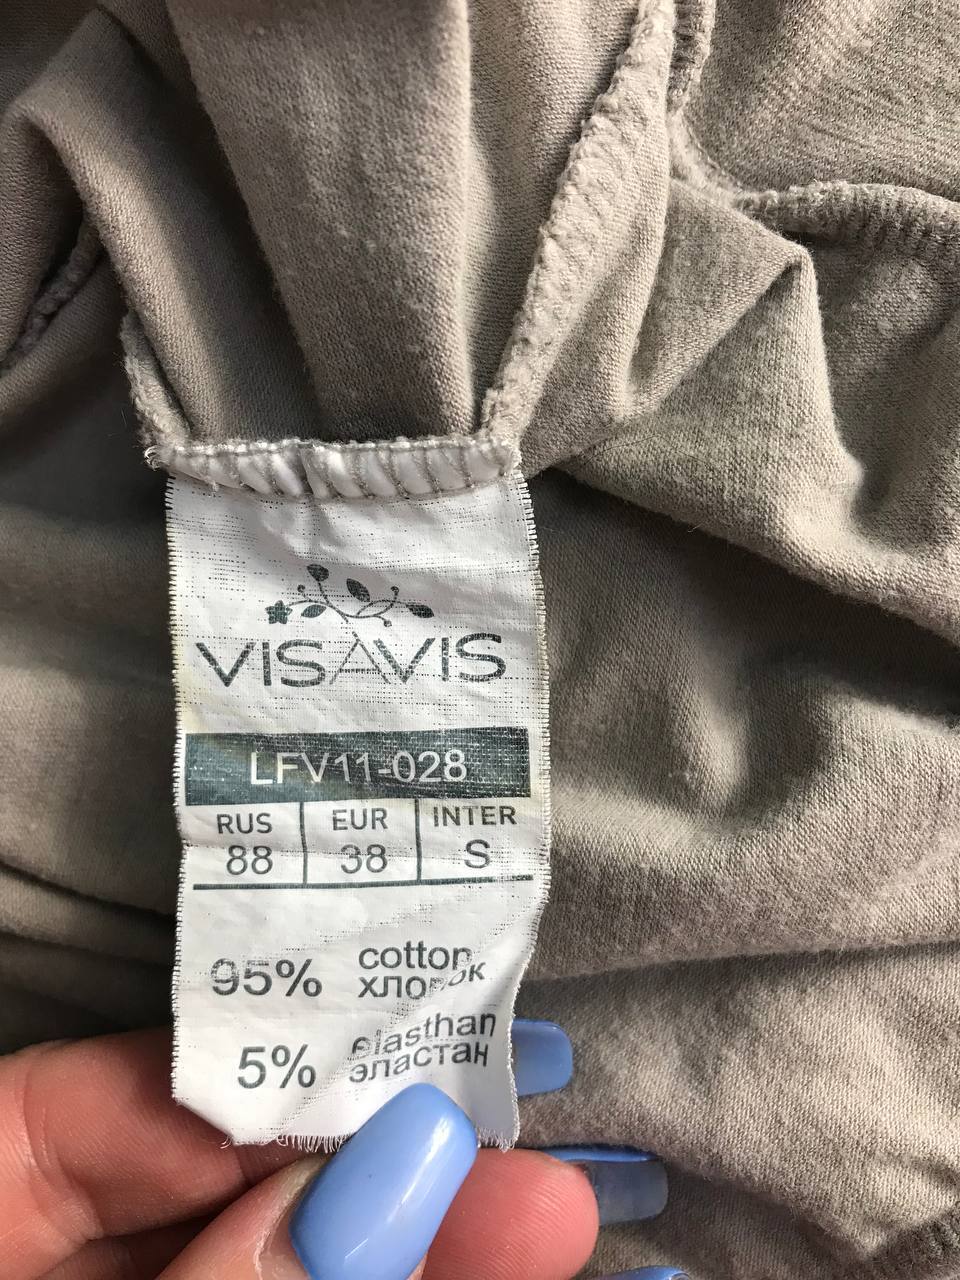 VISAVIS
LFV11-028
RUS EUR INTER
88 38 S
95% cotton
хлопок
5% elasthan
эластан